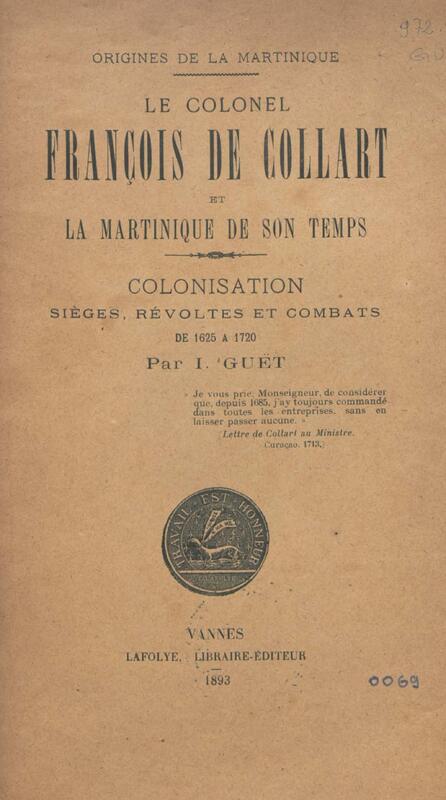 972
GU
ORIGINES DE LA MARTINIQUE
LE COLONEL
FRANÇOIS DE COLLART
ET
LA MARTINIQUE DE SON TEMPS
COLONISATION
SIÈGES, RÉVOLTES ET COMBATS
DE 1625 A 1720
Par I. GUËT
« Je vous prie, Monseigneur, de considérer
que, depuis 1685, j'ay toujours commandé
dans toutes les entreprises, sans en
laisser passer aucune. »
(Lettre de Collart au Ministre.
Curaçao, 1713.)
TRAVAIL EST HONNEUR
VANNES
LAFOLYE, LIBRAIRE-ÉDITEUR
1893
0069